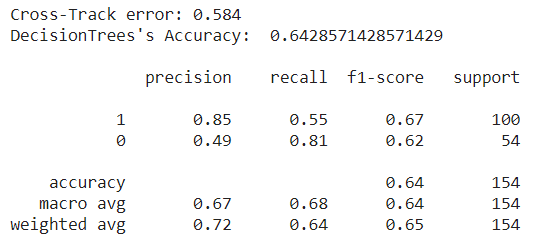 Cross-Track error: 0.584
DecisionTrees's Accuracy:  0.6428571428571429
precision recall f1-score support
1 0.85 0.55 0.67 100
0 0.49 0.81 0.62 54
accuracy 0.64 154
macro avg 0.67 0.68 0.64 154
weighted avg 0.72 0.64 0.65 154